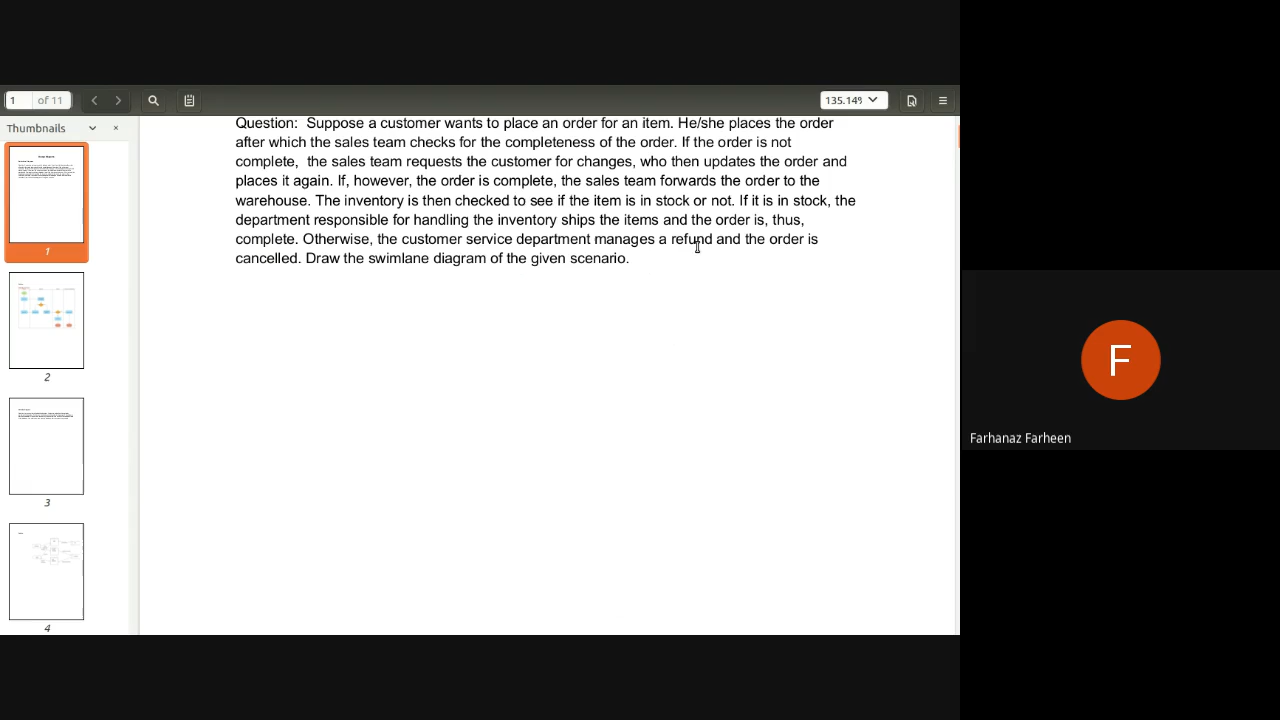 1 of 11
135.14%
Thumbnails
Question: Suppose a customer wants to place an order for an item. He/she places the order
after which the sales team checks for the completeness of the order. If the order is not
complete, the sales team requests the customer for changes, who then updates the order and
places it again. If, however, the order is complete, the sales team forwards the order to the
warehouse. The inventory is then checked to see if the item is in stock or not. If it is in stock, the
department responsible for handling the inventory ships the items and the order is, thus,
complete. Otherwise, the customer service department manages a refund and the order is
cancelled. Draw the swimlane diagram of the given scenario.
1
2
3
4
F
Farhanaz Farheen